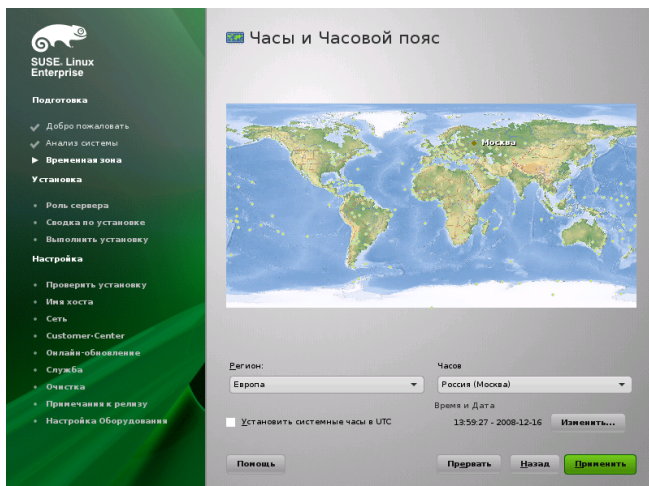 SUSE. Linux
Enterprise
Подготовка
Добро пожаловать
Анализ системы
Временная зона
Установка
Роль сервера
Сводка по установке
Выполнить установку
Настройка
Проверить установку
Имя хоста
Сеть
Customer-Center
Онлайн-обновление
Служба
Очистка
Примечания к релизу
Настройка Оборудования
Часы и Часовой пояс
Москва
Регион:
Европа
Часов
Россия (Москва)
Время и Дата
Установить системные часы в UTC
13:59:27 - 2008-12-16
Изменить...
Помощь
Прервать
Назад
Применить